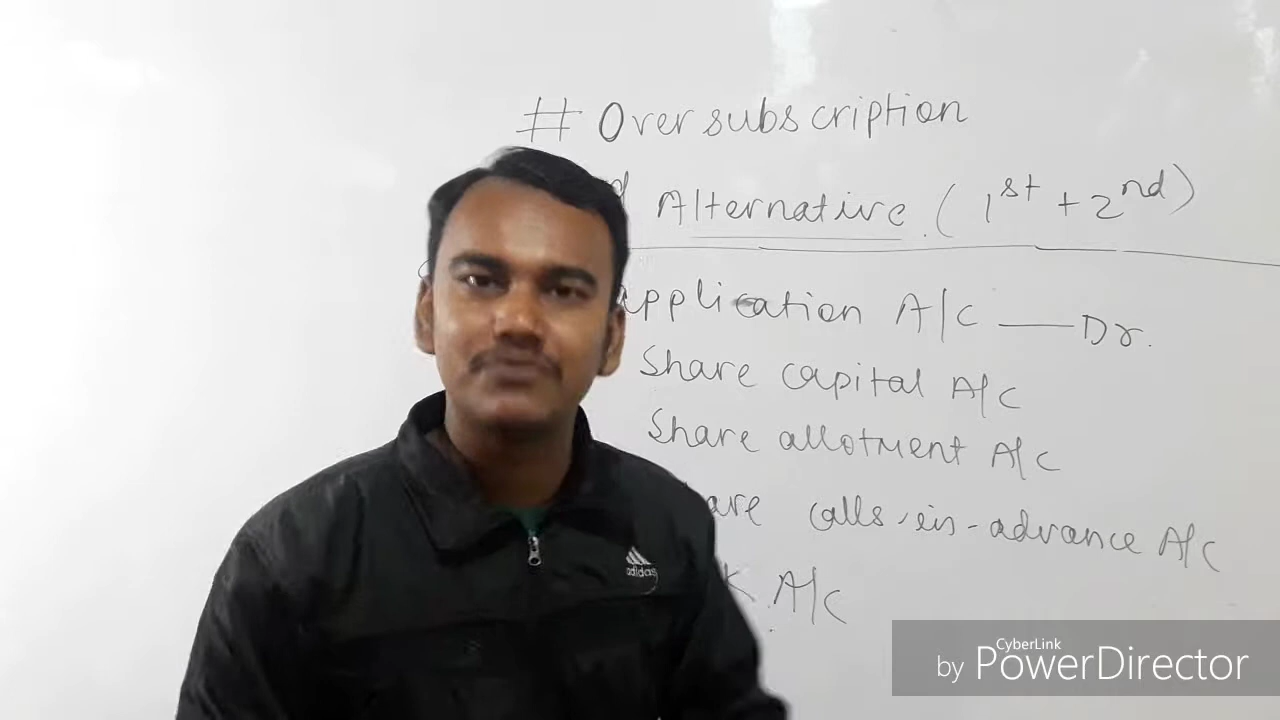 # Oversubscription
Alternative. (1st + 2nd)
application A/c — Dr.
Share capital A/c
Share allotment A/c
calls-in-advance A/c
A/c
adidas
CyberLink
by PowerDirector